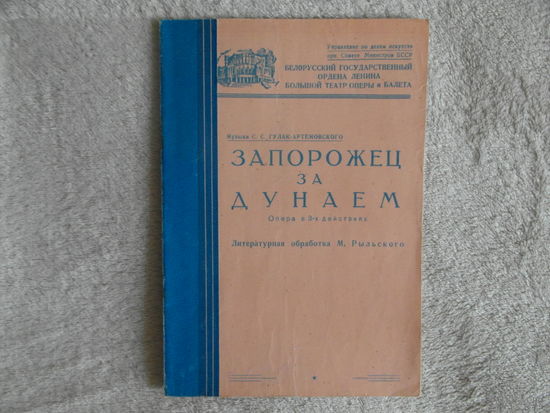 Управление по делам искусств
при Совете Министров БССР
БЕЛОРУССКИЙ ГОСУДАРСТВЕННЫЙ
ОРДЕНА ЛЕНИНА
БОЛЬШОЙ ТЕАТР ОПЕРЫ и БАЛЕТА
Музыка С. С. ГУЛАК-АРТЕМОВСКОГО
ЗАПОРОЖЕЦ
ЗА
ДУНАЕМ
Опера в 3-х действиях
Литературная обработка М. Рыльского